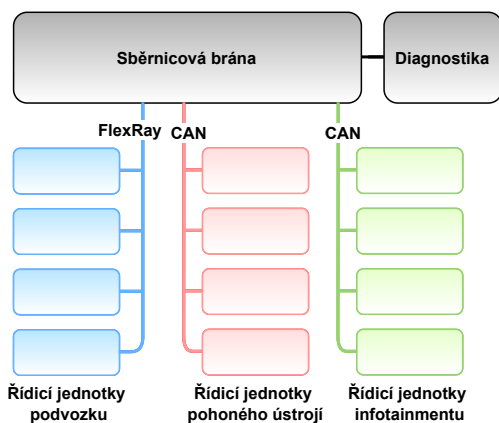 Sběrnicová brána
Diagnostika
FlexRay
CAN
CAN
Řídicí jednotky
podvozku
Řídicí jednotky
pohoného ústrojí
Řídicí jednotky
infotainmentu